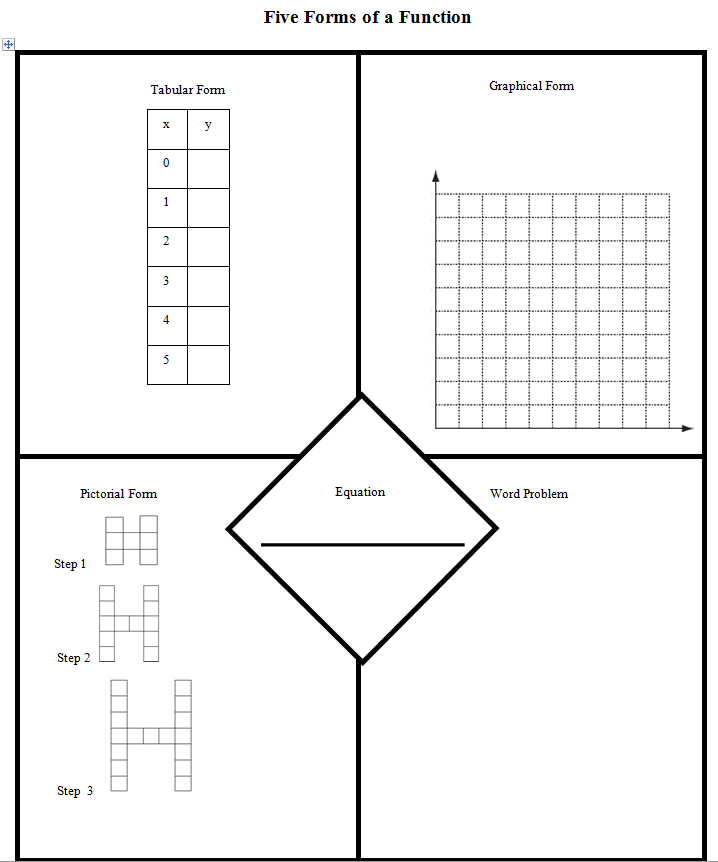 Five Forms of a Function
Tabular Form
x y
0
1
2
3
4
5
Graphical Form
Pictorial Form
Step 1
Step 2
Step 3
Equation
Word Problem